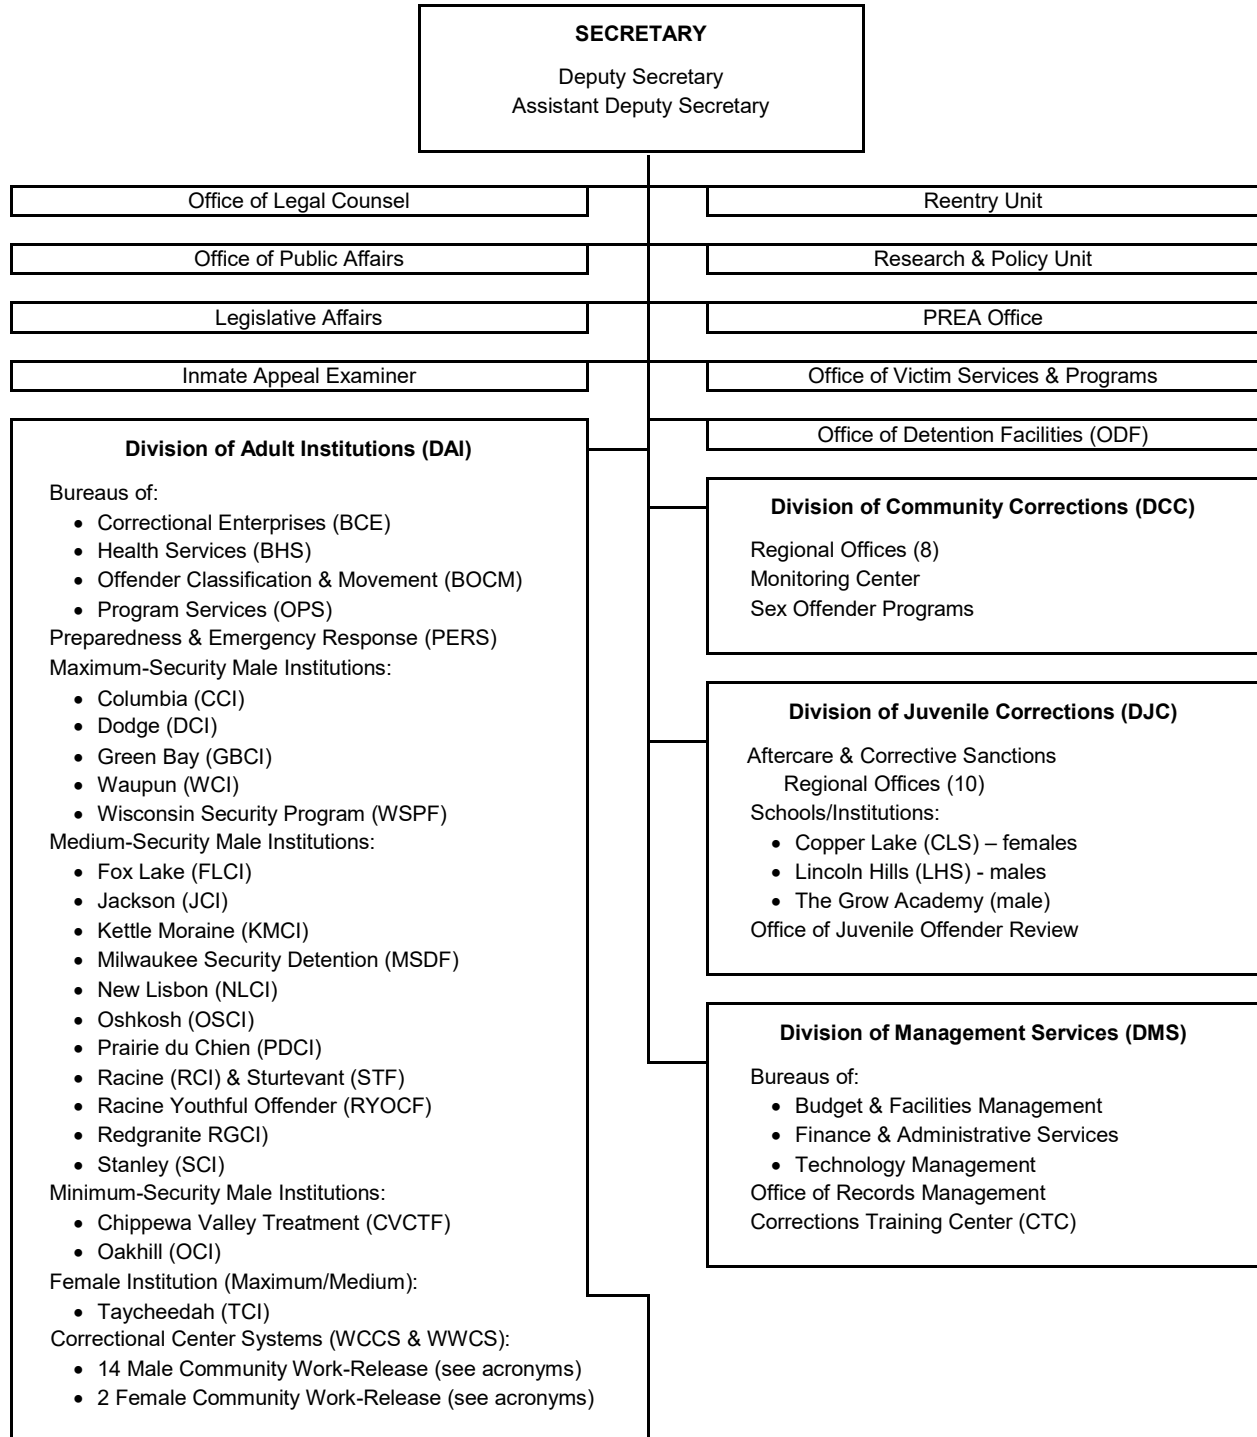 SECRETARY
Deputy Secretary
Assistant Deputy Secretary
Office of Legal Counsel
Reentry Unit
Office of Public Affairs
Research & Policy Unit
Legislative Affairs
PREA Office
Inmate Appeal Examiner
Office of Victim Services & Programs
Office of Detention Facilities (ODF)
Division of Adult Institutions (DAI)
Bureaus of:
• Correctional Enterprises (BCE)
• Health Services (BHS)
• Offender Classification & Movement (BOCM)
• Program Services (OPS)
Preparedness & Emergency Response (PERS)
Maximum-Security Male Institutions:
• Columbia (CCI)
• Dodge (DCI)
• Green Bay (GBCI)
• Waupun (WCI)
• Wisconsin Security Program (WSPF)
Medium-Security Male Institutions:
• Fox Lake (FLCI)
• Jackson (JCI)
• Kettle Moraine (KMCI)
• Milwaukee Security Detention (MSDF)
• New Lisbon (NLCI)
• Oshkosh (OSCI)
• Prairie du Chien (PDCI)
• Racine (RCI) & Sturtevant (STF)
• Racine Youthful Offender (RYOCF)
• Redgranite RGCI)
• Stanley (SCI)
Minimum-Security Male Institutions:
• Chippewa Valley Treatment (CVCTF)
• Oakhill (OCI)
Female Institution (Maximum/Medium):
• Taycheedah (TCI)
Correctional Center Systems (WCCS & WWCS):
• 14 Male Community Work-Release (see acronyms)
• 2 Female Community Work-Release (see acronyms)
Division of Community Corrections (DCC)
Regional Offices (8)
Monitoring Center
Sex Offender Programs
Division of Juvenile Corrections (DJC)
Aftercare & Corrective Sanctions
Regional Offices (10)
Schools/Institutions:
• Copper Lake (CLS) – females
• Lincoln Hills (LHS) - males
• The Grow Academy (male)
Office of Juvenile Offender Review
Division of Management Services (DMS)
Bureaus of:
• Budget & Facilities Management
• Finance & Administrative Services
• Technology Management
Office of Records Management
Corrections Training Center (CTC)